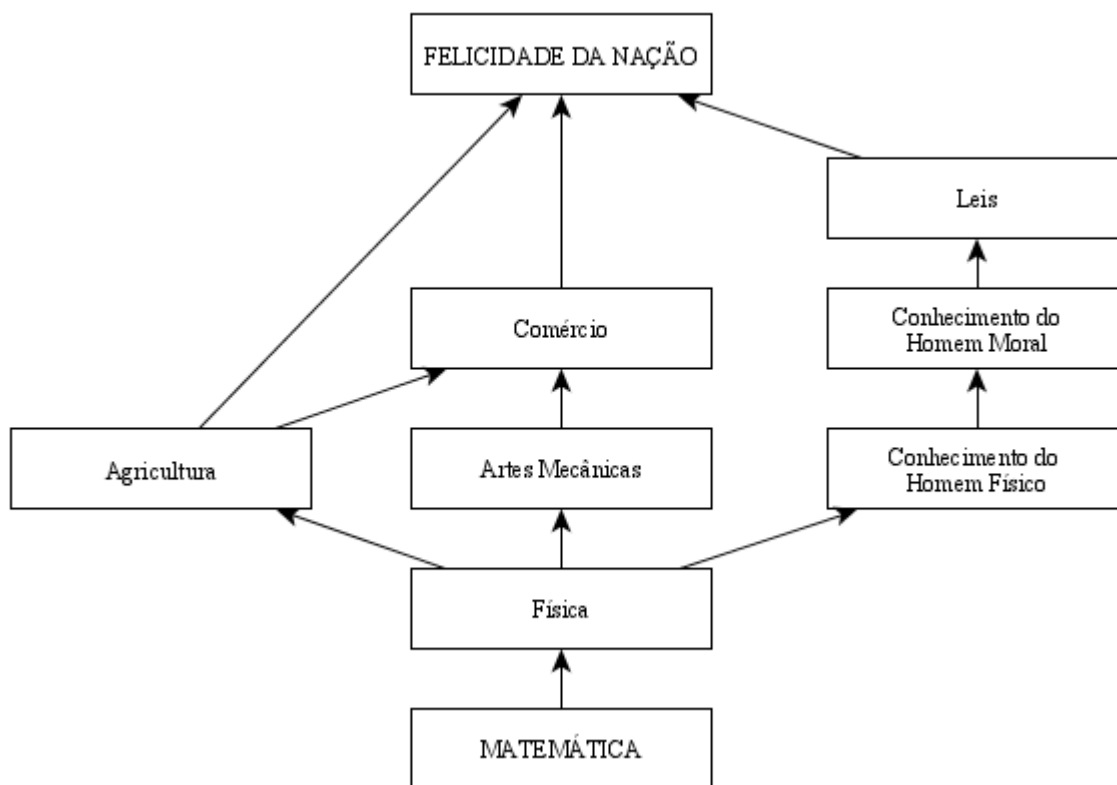 FELICIDADE DA NAÇÃO
Leis
Comércio
Conhecimento do
Homem Moral
Agricultura
Artes Mecânicas
Conhecimento do
Homem Físico
Física
MATEMÁTICA